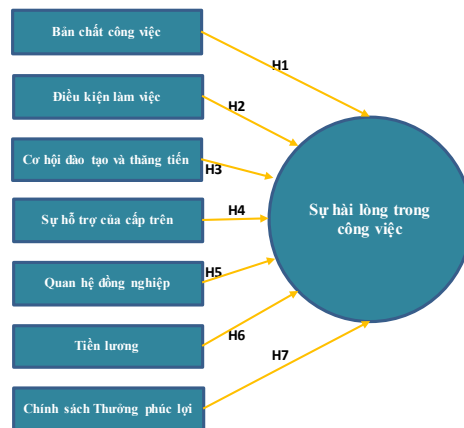 Bản chất công việc
H1
Điều kiện làm việc
H2
Cơ hội đào tạo và thăng tiến
H3
Sự hỗ trợ của cấp trên
H4
Sự hài lòng trong
công việc
Quan hệ đồng nghiệp
H5
Tiền lương
H6
H7
Chính sách Thưởng phúc lợi